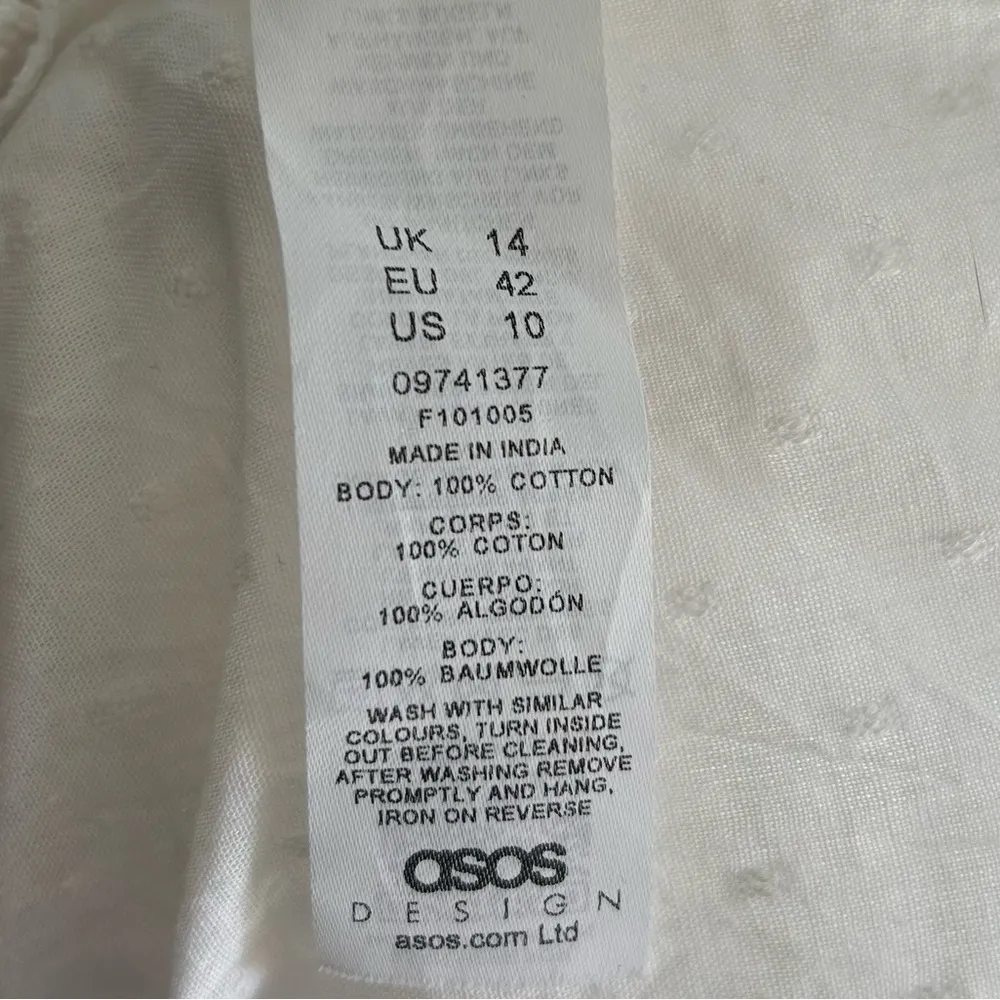 UK 14
EU 42
US 10
09741377
F101005
MADE IN INDIA
BODY: 100% COTTON
CORPS:
100% COTON
CUERPO:
100% ALGODÓN
BODY:
100% BAUMWOLLE
WASH WITH SIMILAR
COLOURS, TURN INSIDE
OUT BEFORE CLEANING,
AFTER WASHING REMOVE
PROMPTLY AND HANG,
IRON ON REVERSE
asos
DESIGN
asos.com Ltd